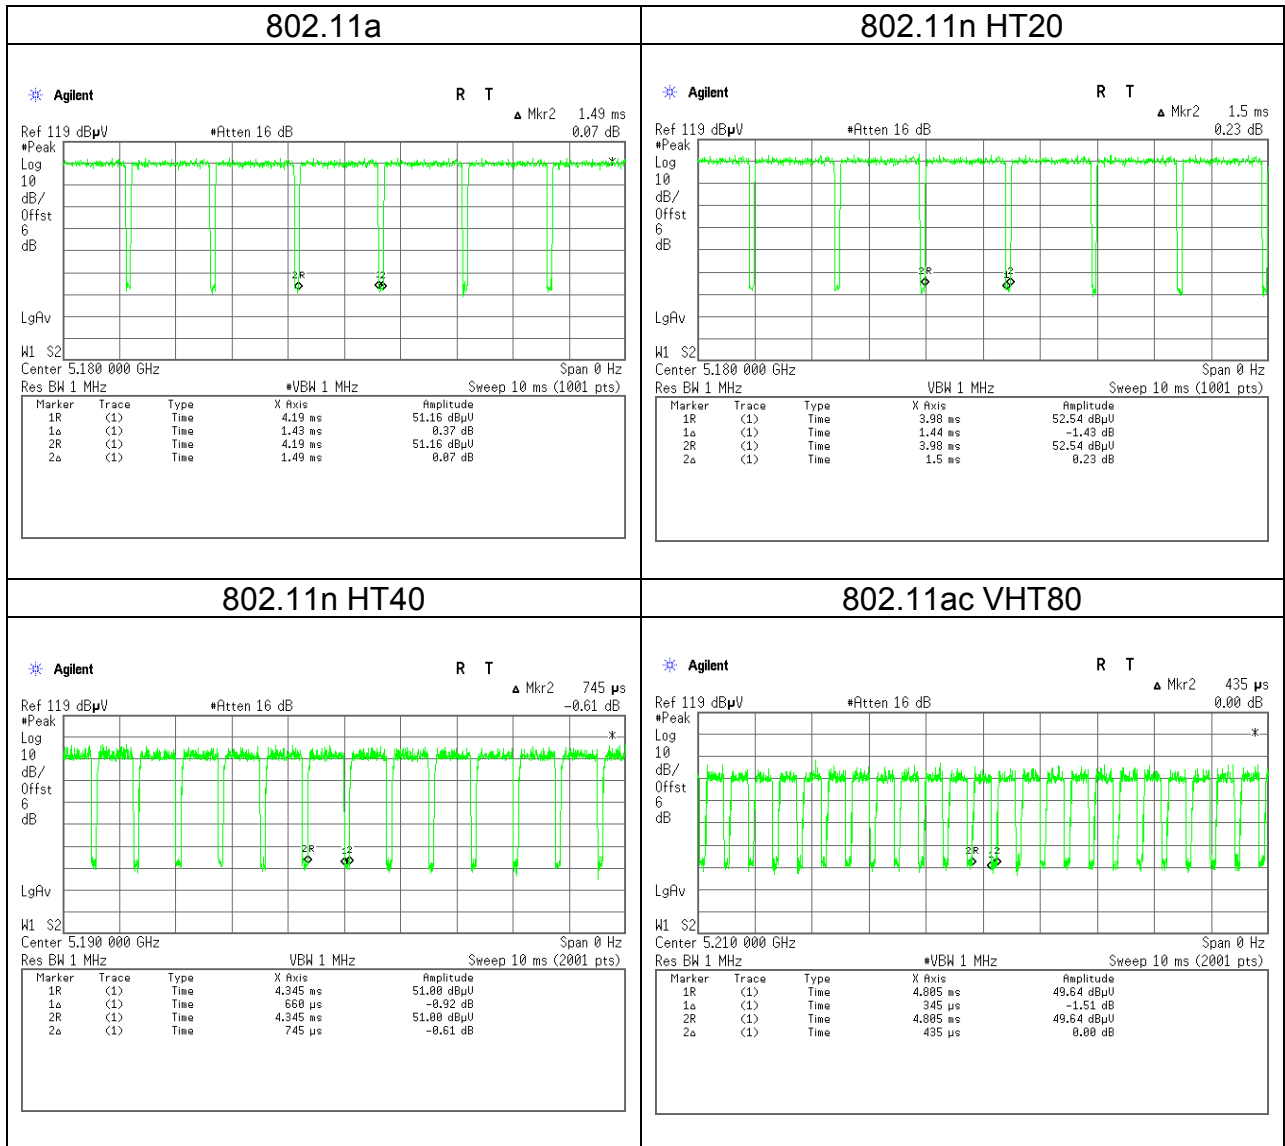 802.11a
Agilent R T
Δ Mkr2 1.49 ms
Ref 119 dBµV #Atten 16 dB 0.07 dB
#Peak
Log
10
dB/
Offst
6
dB
2R 2
LgAv
W1 S2
Center 5.180 000 GHz Span 0 Hz
Res BW 1 MHz #VBW 1 MHz Sweep 10 ms (1001 pts)
Marker Trace Type X Axis Amplitude
1R (1) Time 4.19 ms 51.16 dBµV
1Δ (1) Time 1.43 ms 0.37 dB
2R (1) Time 4.19 ms 51.16 dBµV
2Δ (1) Time 1.49 ms 0.07 dB
802.11n HT20
Agilent R T
Δ Mkr2 1.5 ms
Ref 119 dBµV #Atten 16 dB 0.23 dB
#Peak
Log
10
dB/
Offst
6
dB
2R 1 2
LgAv
W1 S2
Center 5.180 000 GHz Span 0 Hz
Res BW 1 MHz VBW 1 MHz Sweep 10 ms (1001 pts)
Marker Trace Type X Axis Amplitude
1R (1) Time 3.98 ms 52.54 dBµV
1Δ (1) Time 1.44 ms -1.43 dB
2R (1) Time 3.98 ms 52.54 dBµV
2Δ (1) Time 1.5 ms 0.23 dB
802.11n HT40
Agilent R T
Δ Mkr2 745 µs
Ref 119 dBµV #Atten 16 dB -0.61 dB
#Peak
Log
10
dB/
Offst
6
dB
2R 1 2
LgAv
W1 S2
Center 5.190 000 GHz Span 0 Hz
Res BW 1 MHz VBW 1 MHz Sweep 10 ms (2001 pts)
Marker Trace Type X Axis Amplitude
1R (1) Time 4.345 ms 51.00 dBµV
1Δ (1) Time 660 µs -0.92 dB
2R (1) Time 4.345 ms 51.00 dBµV
2Δ (1) Time 745 µs -0.61 dB
802.11ac VHT80
Agilent R T
Δ Mkr2 435 µs
Ref 119 dBµV #Atten 16 dB 0.00 dB
#Peak
Log
10
dB/
Offst
6
dB
2R 1 2
LgAv
W1 S2
Center 5.210 000 GHz Span 0 Hz
Res BW 1 MHz #VBW 1 MHz Sweep 10 ms (2001 pts)
Marker Trace Type X Axis Amplitude
1R (1) Time 4.805 ms 49.64 dBµV
1Δ (1) Time 345 µs -1.51 dB
2R (1) Time 4.805 ms 49.64 dBµV
2Δ (1) Time 435 µs 0.00 dB